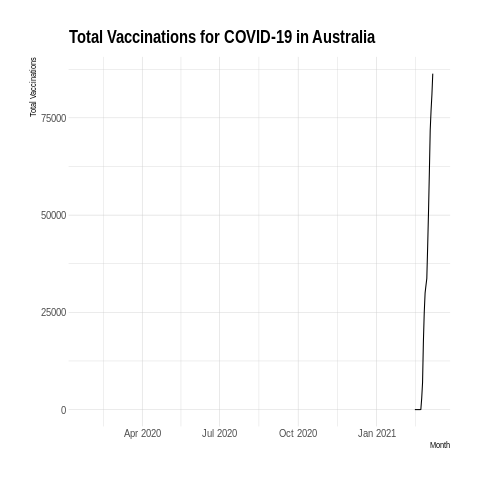 Total Vaccinations for COVID-19 in Australia
Total Vaccinations
75000
50000
25000
0
Apr 2020 Jul 2020 Oct 2020 Jan 2021
Month